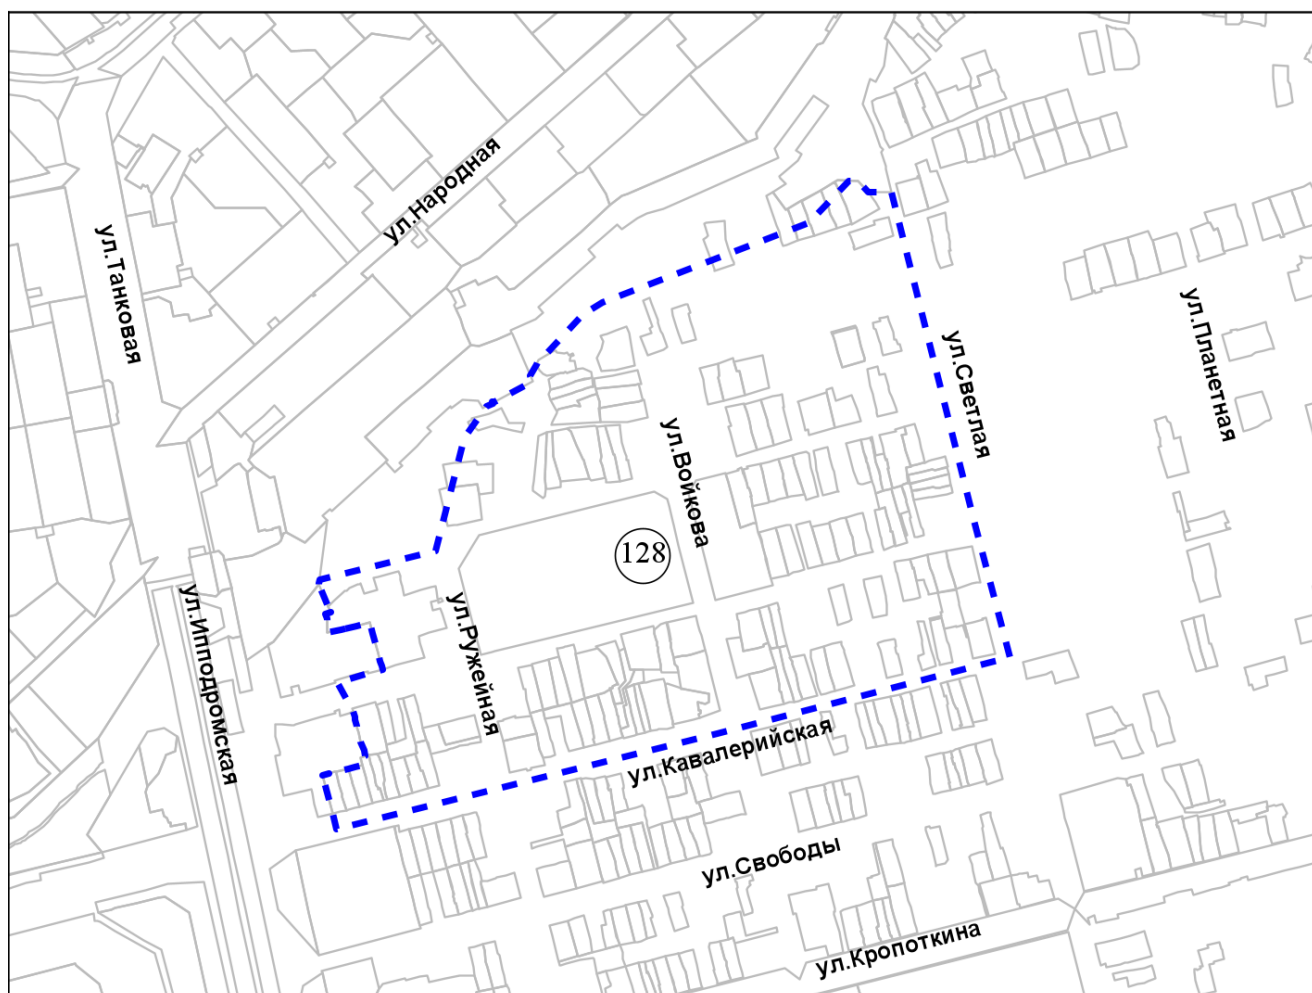 ул.Народная
ул.Танковая
ул.Планетная
ул.Светлая
ул.Войкова
128
ул.Ипподромская
ул.Ружейная
ул.Кавалерийская
ул.Свободы
ул.Кропоткина